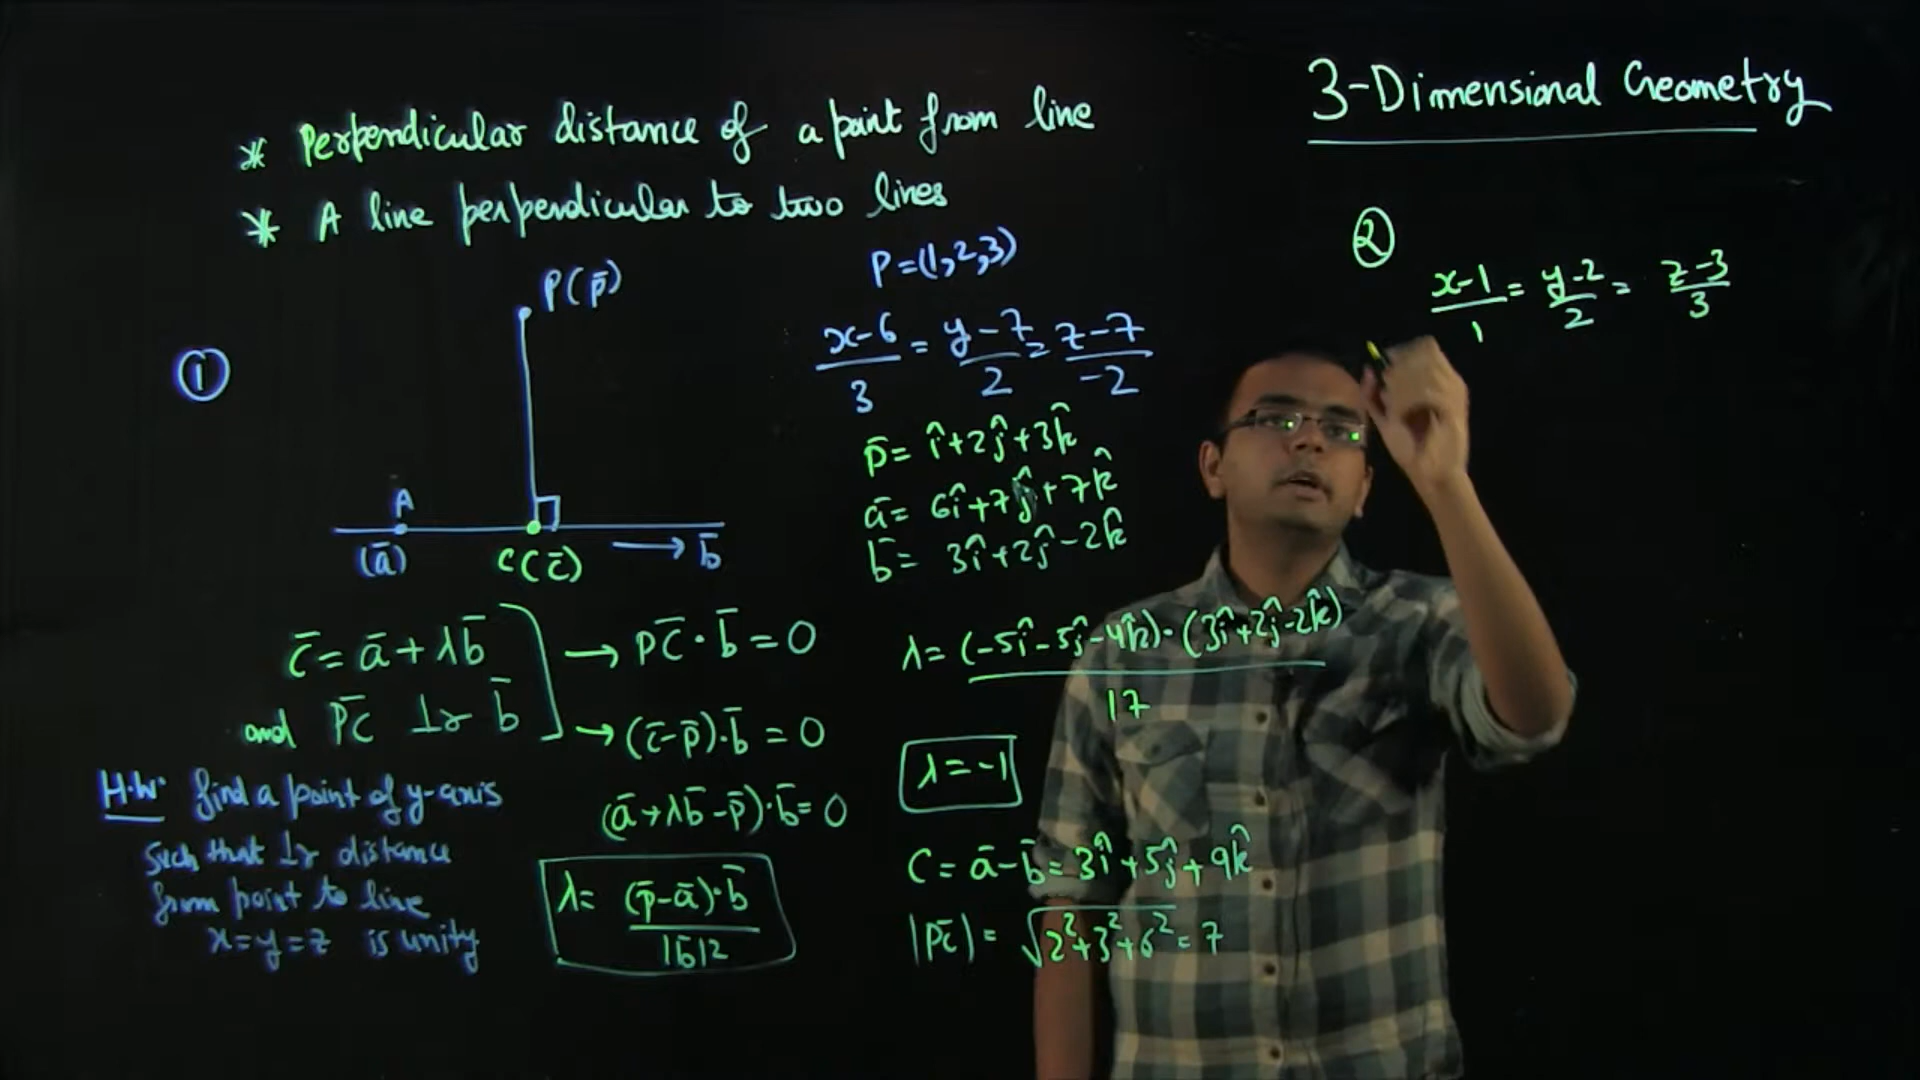 3-Dimensional Geometry
* Perpendicular distance of a point from line
* A line perpendicular to two lines
①
P(p̄)
A
(ā)
C(c̄)
→ b̄
c̄ = ā + λb̄
and PC̄ ⊥r b̄
→ PC̄ · b̄ = 0
→ (c̄-p̄)·b̄ = 0
(ā+λb̄-p̄)·b̄ = 0
λ = (p̄-ā)·b̄ / |b̄|²
H.W. find a point of y-axis
Such that ⊥r distance
from point to line
x=y=z is unity
P=(1,2,3)
x-6/3 = y-7/2 = z-7/-2
p̄ = î+2ĵ+3k̂
ā = 6î+7ĵ+7k̂
b̄ = 3î+2ĵ-2k̂
λ = (-5î-5ĵ-4k̂)·(3î+2ĵ-2k̂) / 17
λ = -1
C = ā-b̄ = 3î+5ĵ+9k̂
|PC̄| = √2²+3²+6² = 7
②
x-1/1 = y-2/2 = z-3/3